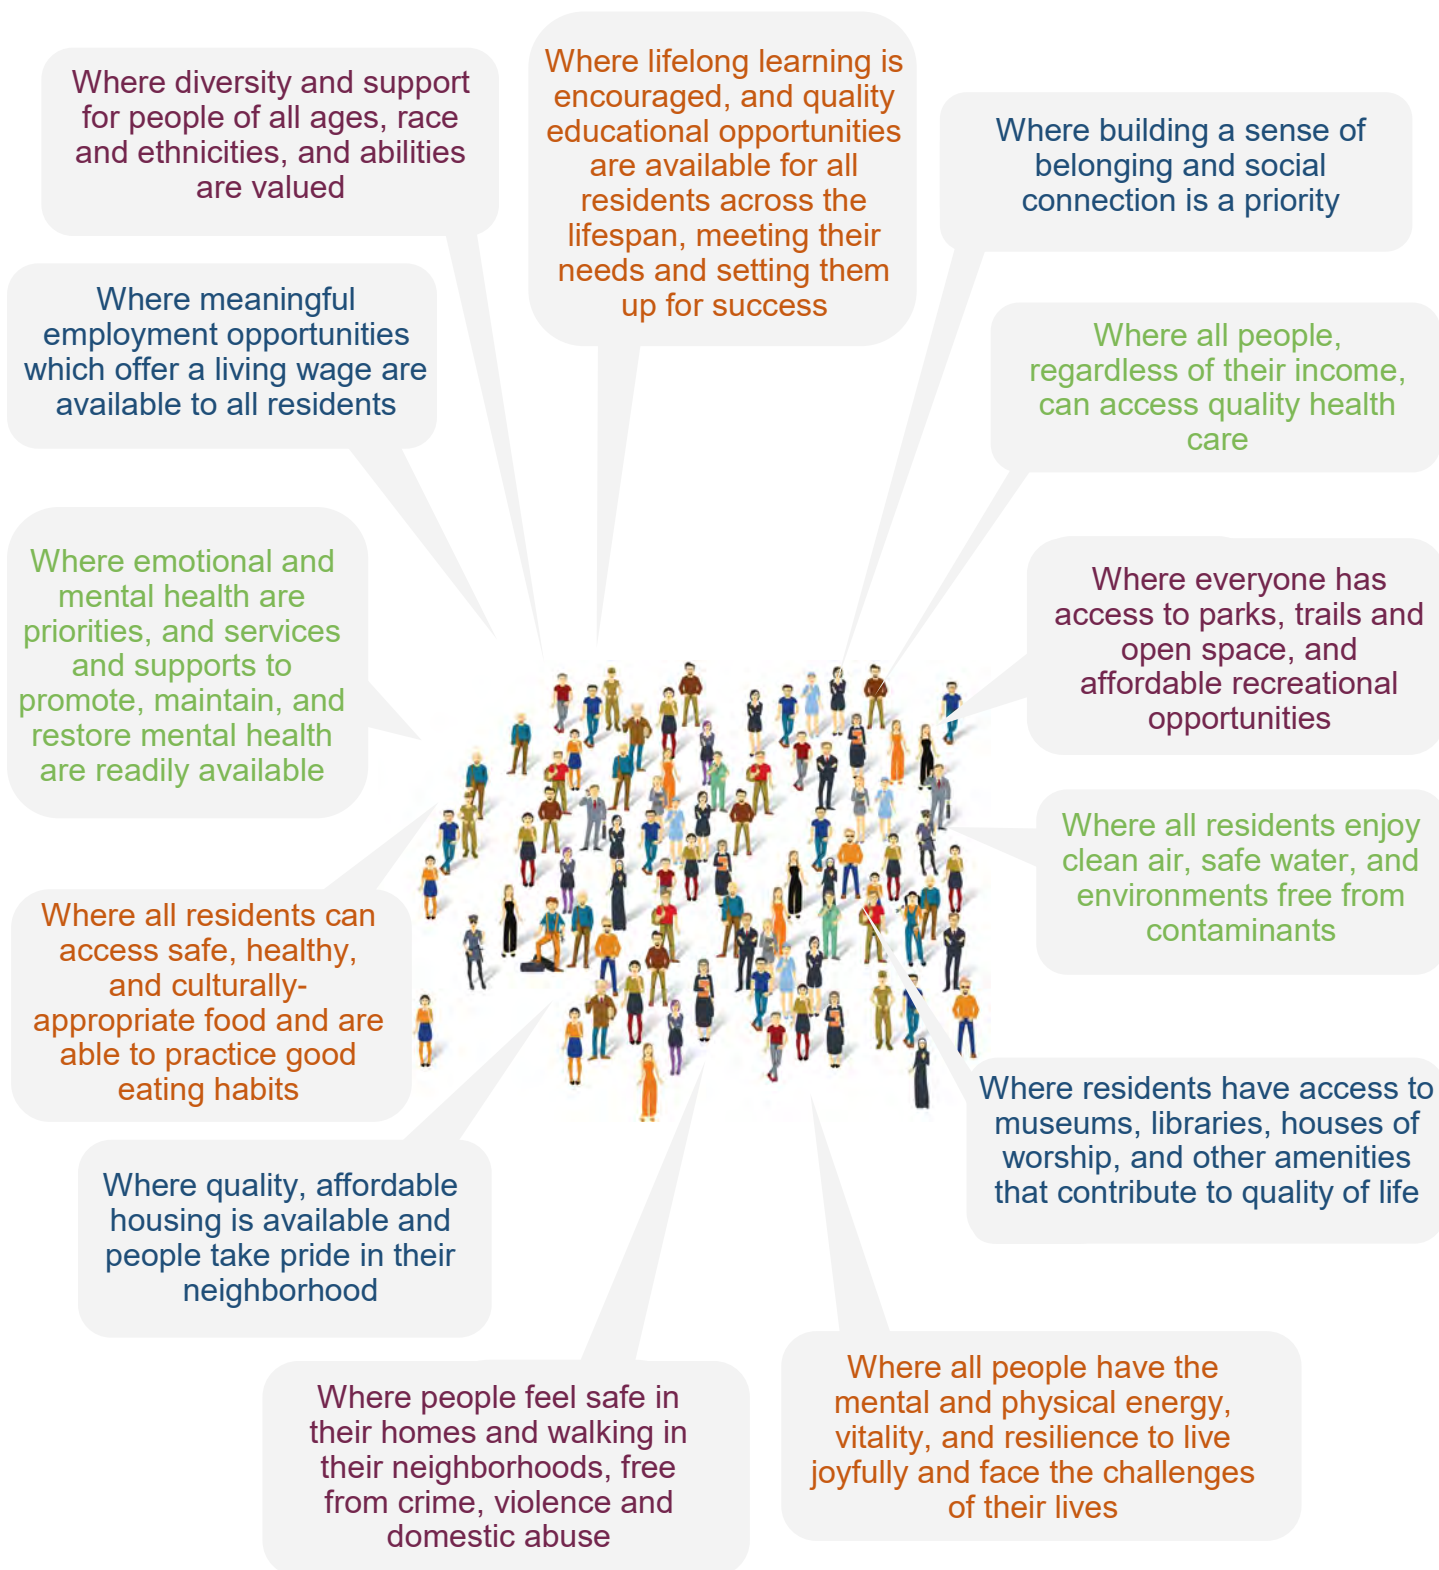 Where diversity and support
for people of all ages, race
and ethnicities, and abilities
are valued
Where lifelong learning is
encouraged, and quality
educational opportunities
are available for all
residents across the
lifespan, meeting their
needs and setting them
up for success
Where building a sense of
belonging and social
connection is a priority
Where meaningful
employment opportunities
which offer a living wage are
available to all residents
Where all people,
regardless of their income,
can access quality health
care
Where emotional and
mental health are
priorities, and services
and supports to
promote, maintain, and
restore mental health
are readily available
Where everyone has
access to parks, trails and
open space, and
affordable recreational
opportunities
Where all residents enjoy
clean air, safe water, and
environments free from
contaminants
Where all residents can
access safe, healthy,
and culturally-
appropriate food and are
able to practice good
eating habits
Where residents have access to
museums, libraries, houses of
worship, and other amenities
that contribute to quality of life
Where quality, affordable
housing is available and
people take pride in their
neighborhood
Where people feel safe in
their homes and walking in
their neighborhoods, free
from crime, violence and
domestic abuse
Where all people have the
mental and physical energy,
vitality, and resilience to live
joyfully and face the challenges
of their lives